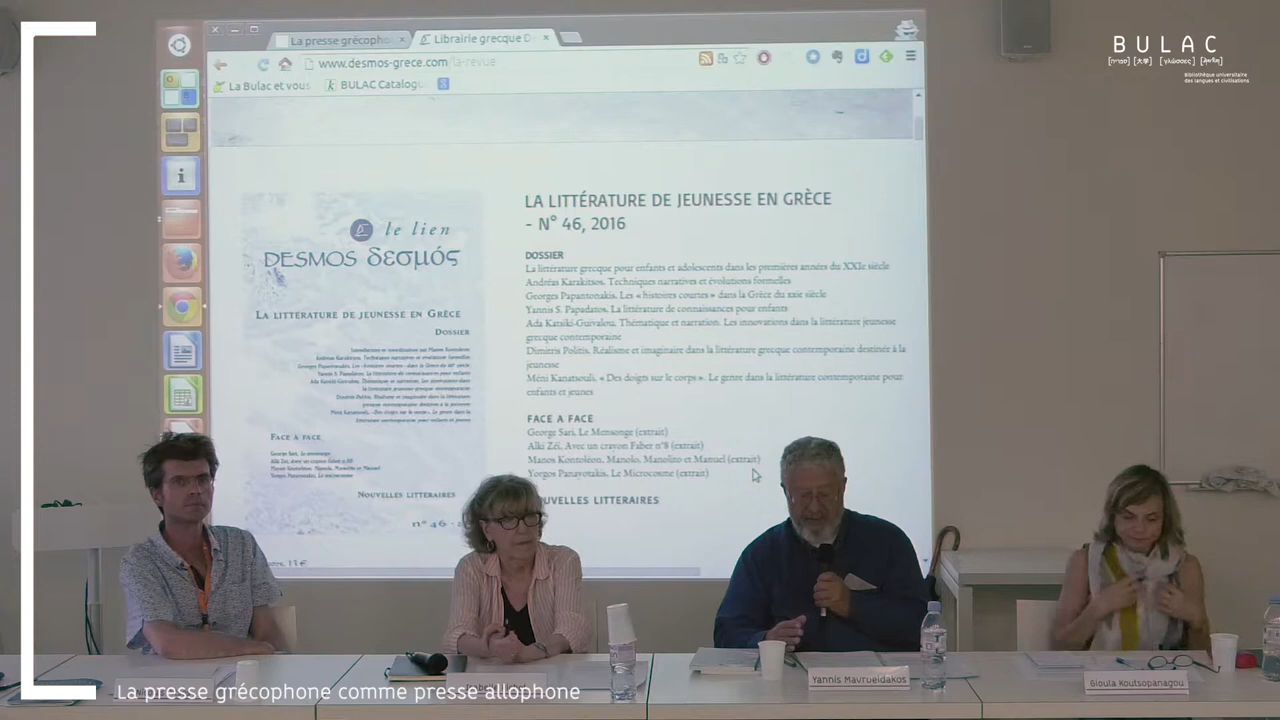 La presse grécopho
Librairie grecque D
www.desmos-grece.com/la-revue
La Bulac et vous
BULAC Catalog
BULAC
Bibliothèque universitaire
des langues et civilisations
LA LITTÉRATURE DE JEUNESSE EN GRÈCE
- N° 46, 2016
DOSSIER
La littérature grecque pour enfants et adolescents dans les premières années du XXIe siècle
Andréas Karakitsos. Techniques narratives et évolutions formelles
Georges Papantonakis. Les « histoires courtes » dans la Grèce du xxie siècle
Yannis S. Papadatos. La littérature de connaissances pour enfants
Ada Katsiki-Guivalou. Thématique et narration. Les innovations dans la littérature jeunesse
grecque contemporaine
Dimitris Politis. Réalisme et imaginaire dans la littérature grecque contemporaine destinée à la
jeunesse
Méni Kanatsouli. « Des doigts sur le corps ». Le genre dans la littérature contemporaine pour
enfants et jeunes
FACE A FACE
George Sari, Le Mensonge (extrait)
Alki Zéi, Avec un crayon Faber n°8 (extrait)
Manos Kontoléon, Manolo, Manolito et Manuel (extrait)
Yorgos Panayotakis, Le Microcosme (extrait)
OUVELLES LITTERAIRES
le lien
DESMOS δεσμός
LA LITTÉRATURE DE JEUNESSE EN GRÈCE
DOSSIER
FACE A FACE
NOUVELLES LITTERAIRES
n° 46
Yannis Mavroeidakos
Gioula Koutsopanagou
La presse grécophone comme presse allophone